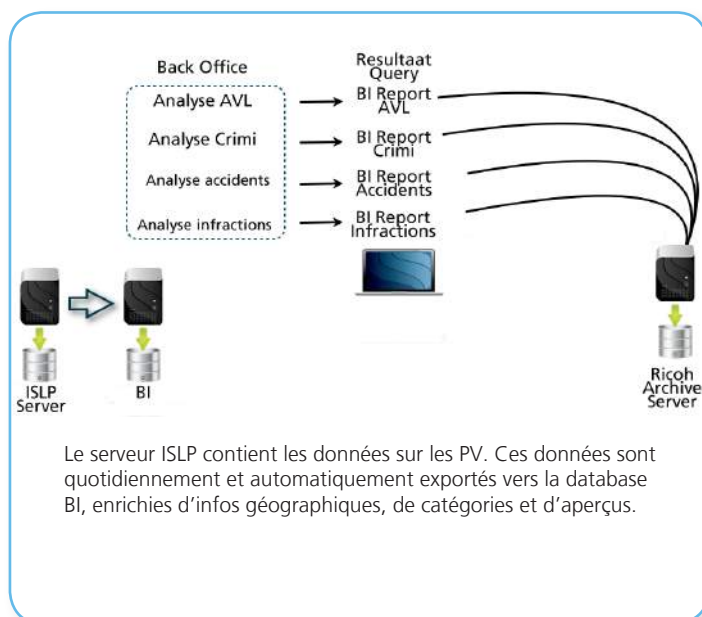 Back Office
Resultaat
Query
Analyse AVL
BI Report
AVL
Analyse Crimi
BI Report
Crimi
Analyse accidents
BI Report
Accidents
Analyse infractions
BI Report
Infractions
ISLP
Server
BI
Ricoh
Archive
Server
Le serveur ISLP contient les données sur les PV. Ces données sont
quotidiennement et automatiquement exportés vers la database
BI, enrichies d’infos géographiques, de catégories et d’aperçus.